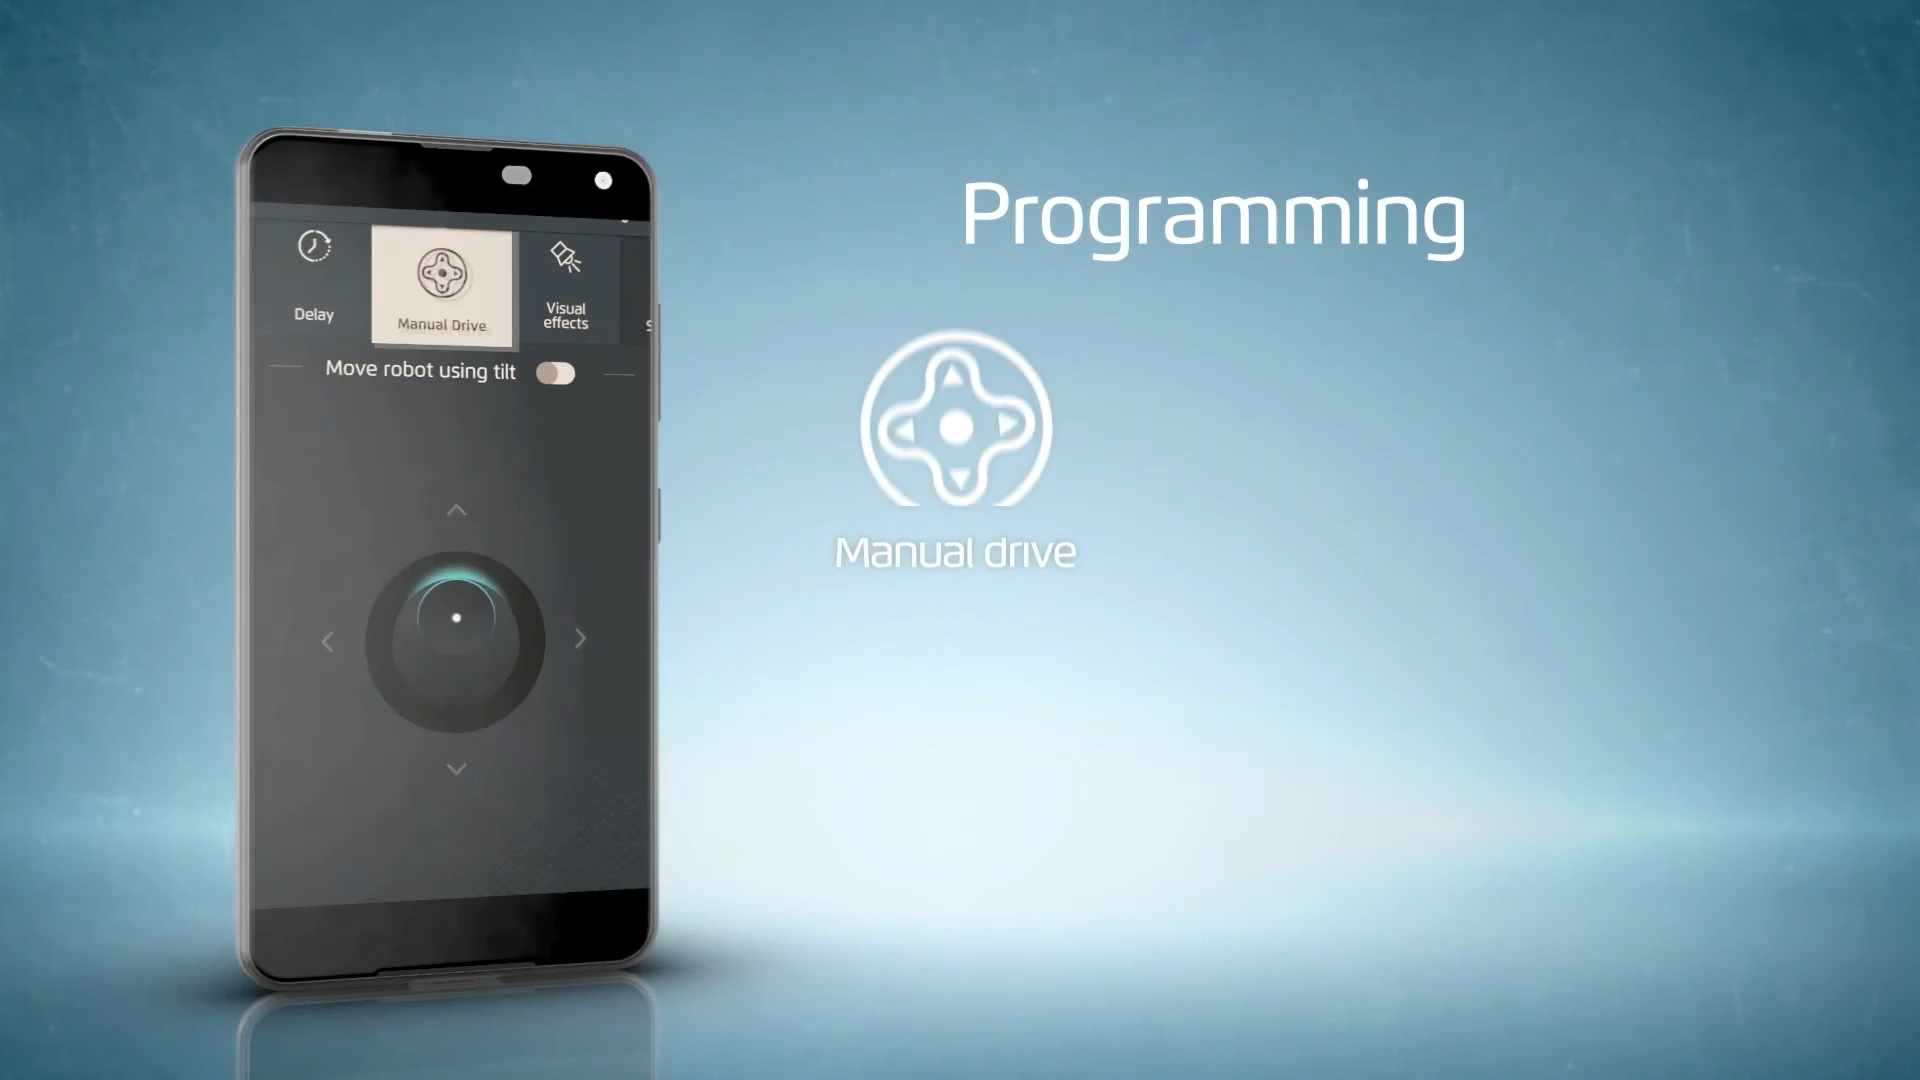 Programming
Delay
Manual Drive
Visual
effects
Move robot using tilt
Manual drive